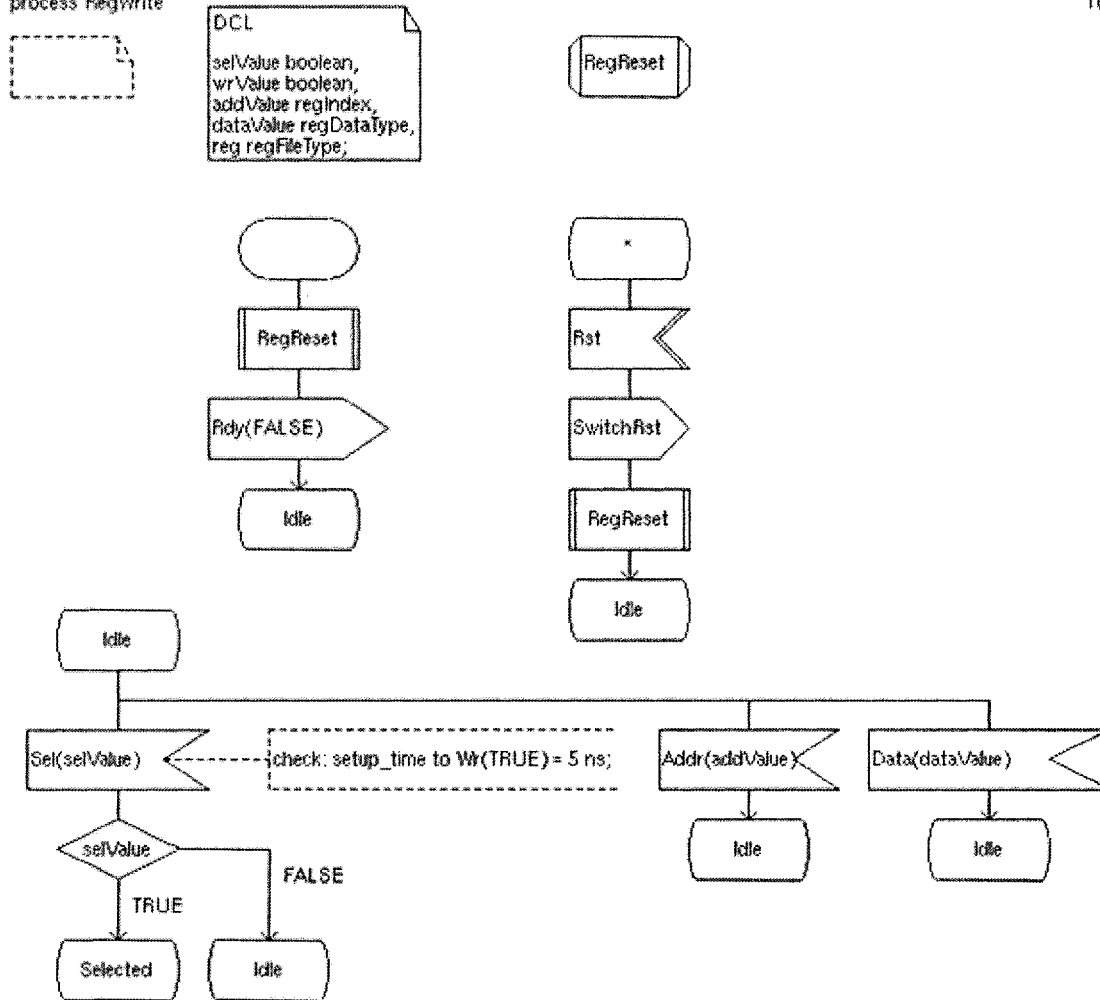 process RegWrite
DCL
selValue boolean,
wrValue boolean,
addValue regIndex,
dataValue regDataType,
reg regFileType;
RegReset
*
RegReset
Rst
Rdy(FALSE)
SwitchRst
Idle
RegReset
Idle
Idle
Sel(selValue)
check: setup_time to Wr(TRUE) = 5 ns;
Addr(addValue)
Data(dataValue)
selValue
FALSE
TRUE
Idle
Idle
Selected
Idle